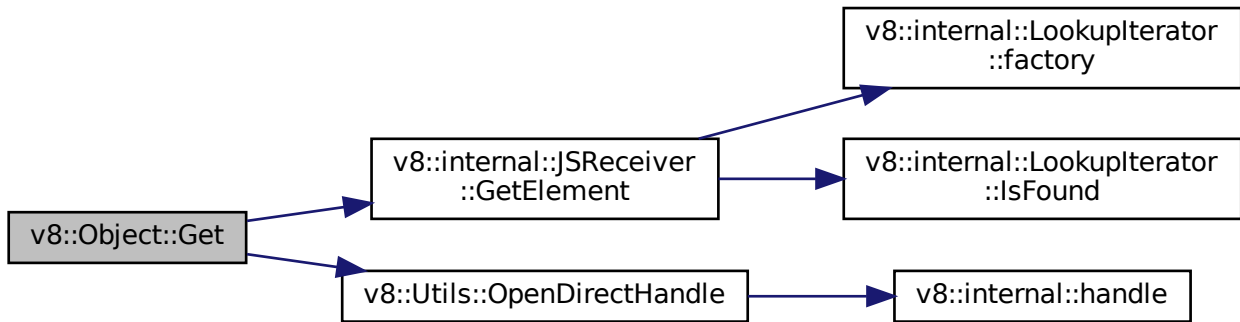 v8::Object::Get
v8::internal::JSReceiver
::GetElement
v8::internal::LookupIterator
::factory
v8::internal::LookupIterator
::IsFound
v8::Utils::OpenDirectHandle
v8::internal::handle